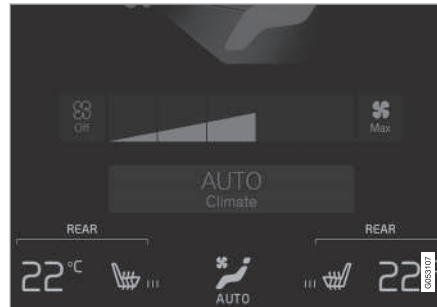 Off
Max
AUTO
Climate
REAR REAR
22°C 22
AUTO
G053107